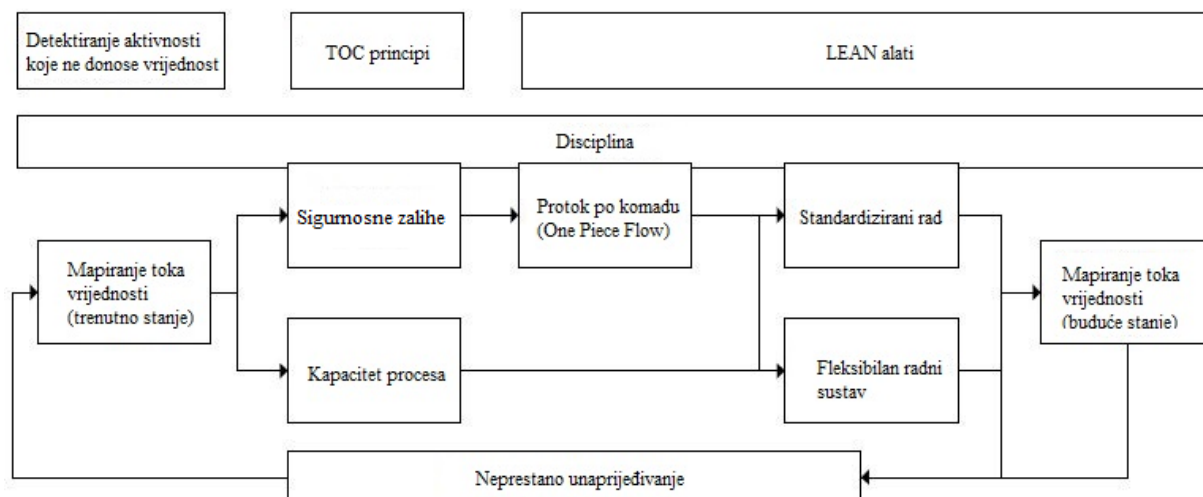 Detektiranje aktivnosti
koje ne donose vrijednost
TOC principi
LEAN alati
Disciplina
Sigurnosne zalihe
Protok po komadu
(One Piece Flow)
Standardizirani rad
Mapiranje toka
vrijednosti
(trenutno stanje)
Mapiranje toka
vrijednosti
(buduće stanje)
Kapacitet procesa
Fleksibilan radni
sustav
Neprestano unaprijeđivanje